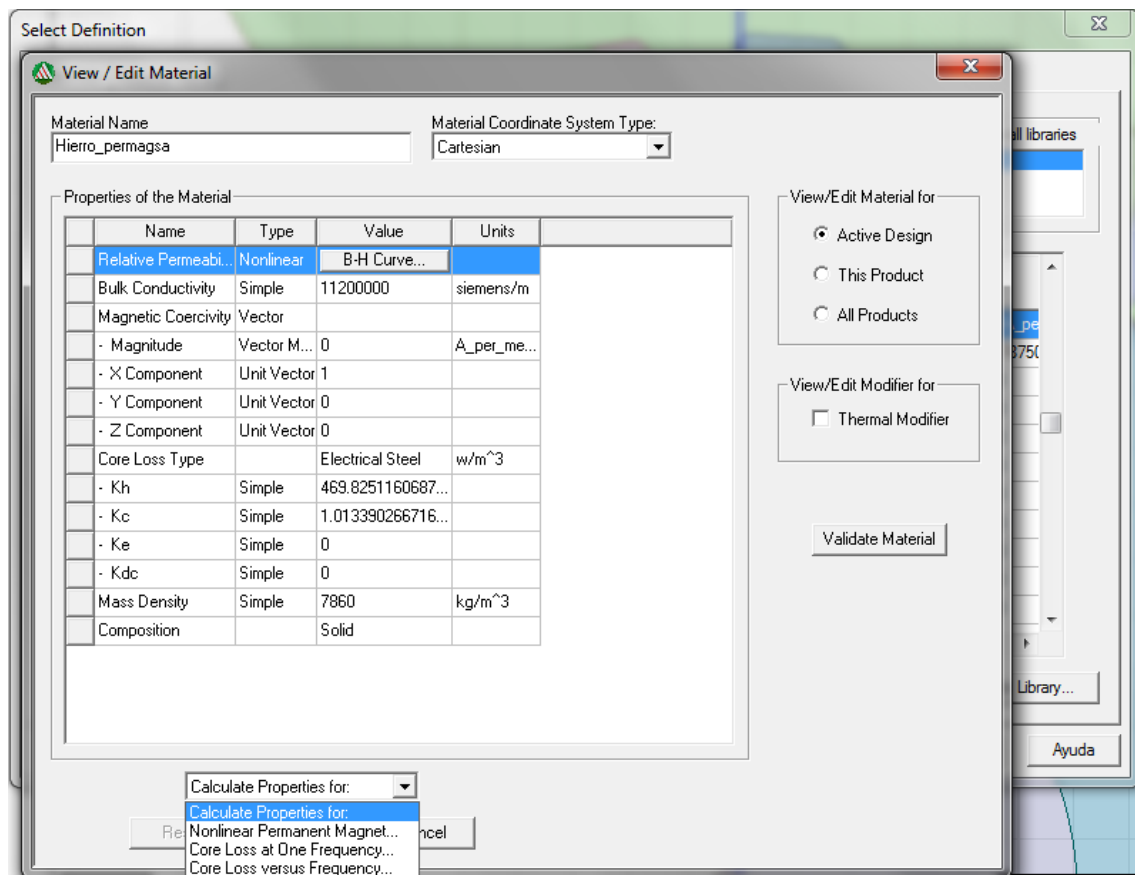 Select Definition
View / Edit Material
Material Name
Material Coordinate System Type:
Hierro_permagsa
Cartesian
all libraries
Properties of the Material
View/Edit Material for
Name Type Value Units
Relative Permeabi... Nonlinear B-H Curve...
Active Design
Bulk Conductivity Simple 11200000 siemens/m
This Product
Magnetic Coercivity Vector
All Products
- Magnitude Vector M... 0 A_per_me...
_pe
3750
- X Component Unit Vector 1
- Y Component Unit Vector 0
View/Edit Modifier for
- Z Component Unit Vector 0
Thermal Modifier
Core Loss Type Electrical Steel w/m^3
- Kh Simple 469.8251160687...
- Kc Simple 1.013390266716...
- Ke Simple 0
Validate Material
- Kdc Simple 0
Mass Density Simple 7860 kg/m^3
Composition Solid
Library...
Ayuda
Calculate Properties for:
Calculate Properties for:
Nonlinear Permanent Magnet...
Re
ncel
Core Loss at One Frequency...
Core Loss versus Frequency...